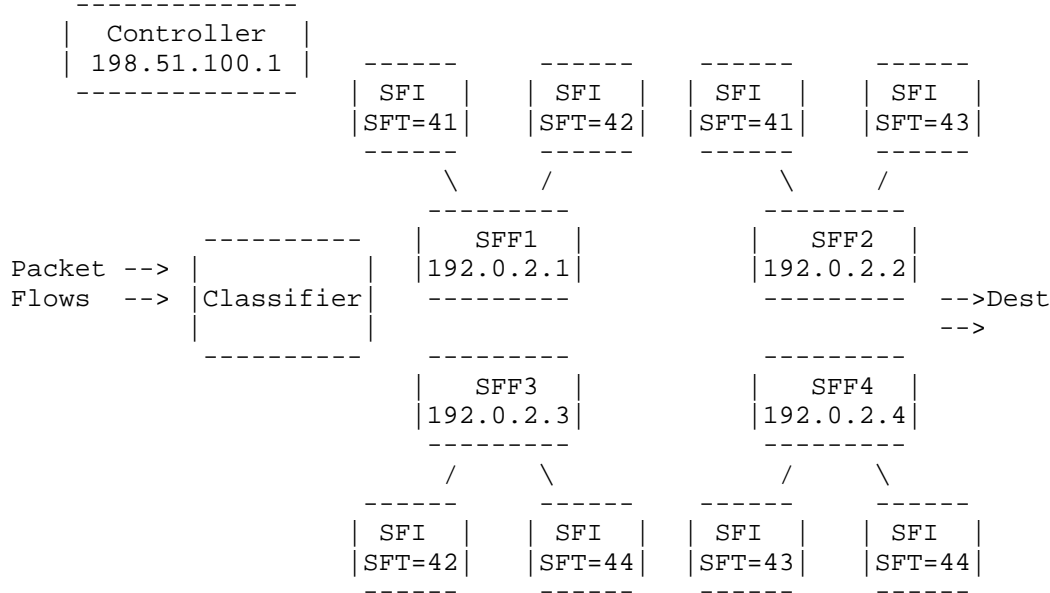 Controller
198.51.100.1
SFI SFI SFI SFI
SFT=41 SFT=42 SFT=41 SFT=43
SFF1 SFF2
Packet --> 192.0.2.1 192.0.2.2
Flows --> Classifier -->Dest
-->
SFF3 SFF4
192.0.2.3 192.0.2.4
SFI SFI SFI SFI
SFT=42 SFT=44 SFT=43 SFT=44